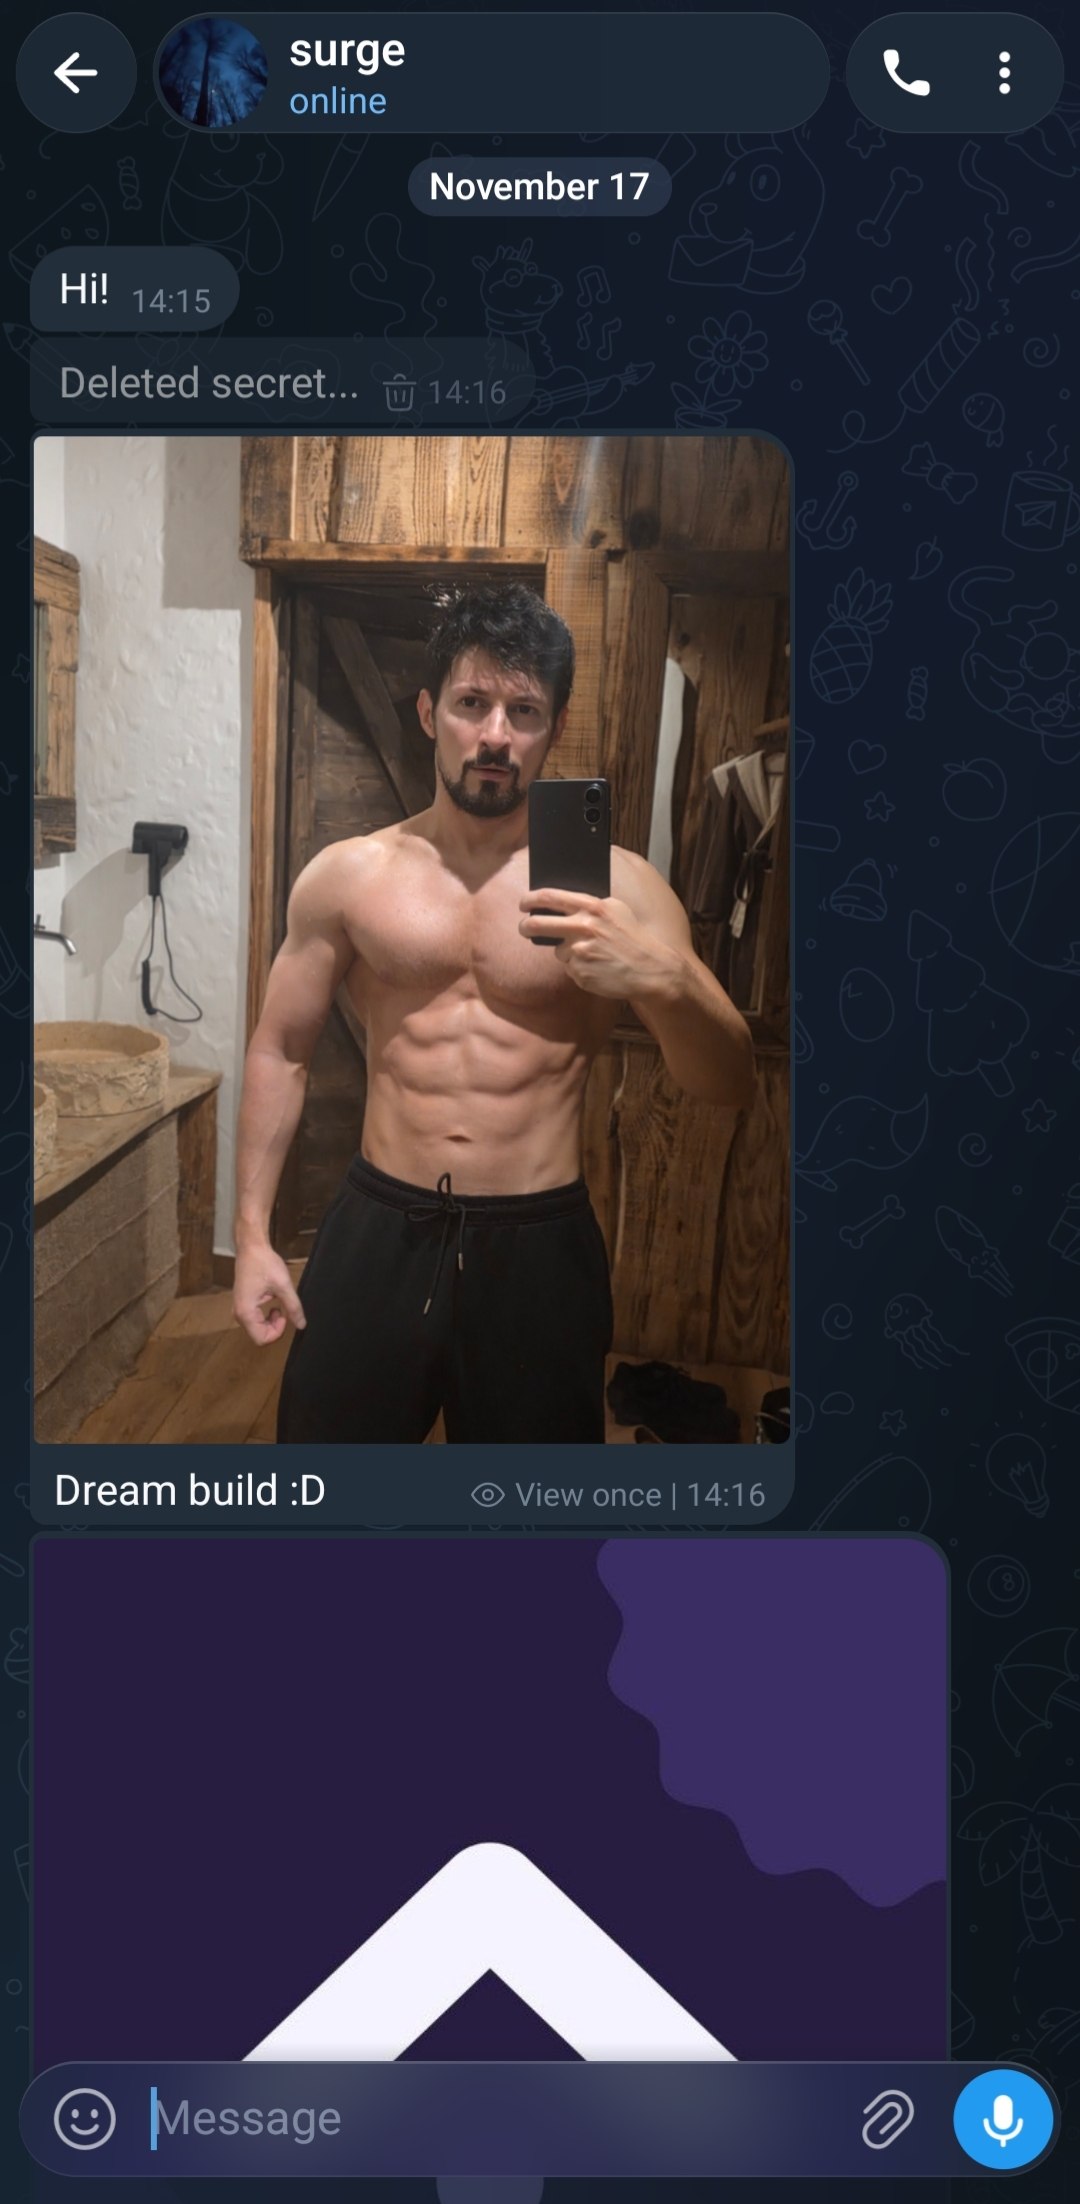 surge
online
November 17
Hi! 14:15
Deleted secret... 14:16
Dream build :D View once | 14:16
Message